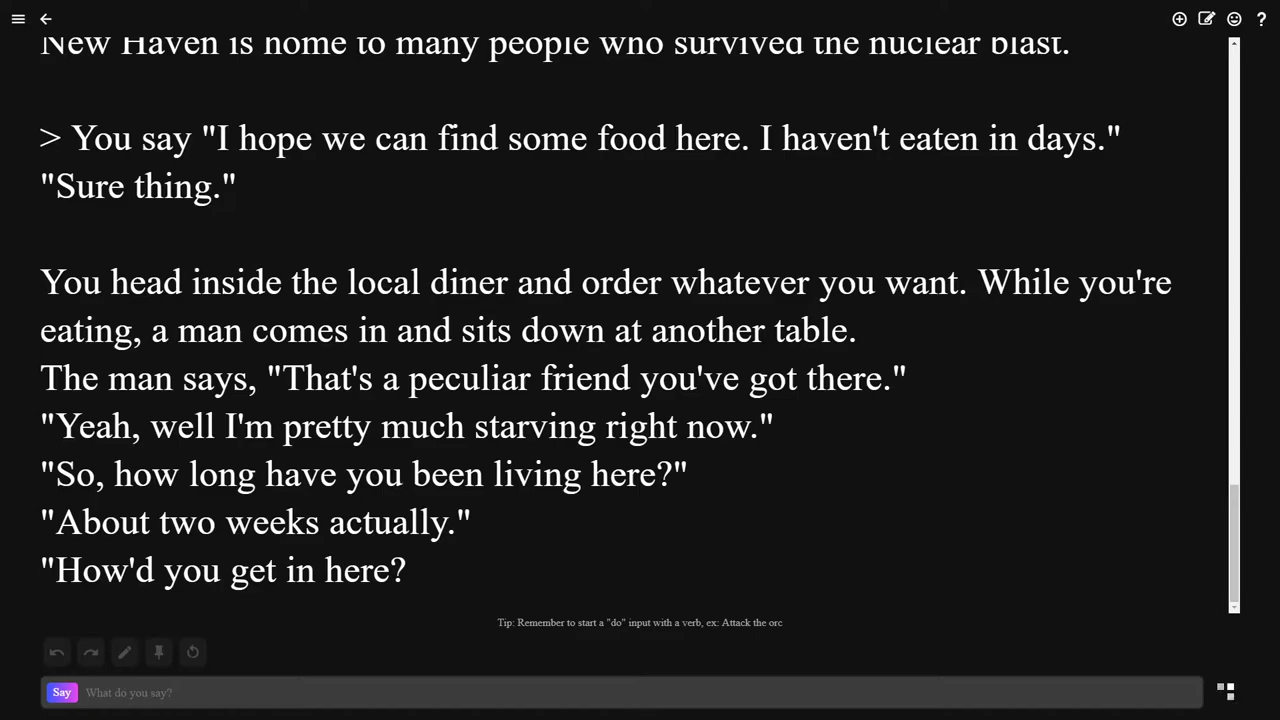 New Haven is home to many people who survived the nuclear blast.
> You say "I hope we can find some food here. I haven't eaten in days."
"Sure thing."
You head inside the local diner and order whatever you want. While you're
eating, a man comes in and sits down at another table.
The man says, "That's a peculiar friend you've got there."
"Yeah, well I'm pretty much starving right now."
"So, how long have you been living here?"
"About two weeks actually."
"How'd you get in here?
Tip: Remember to start a "do" input with a verb, ex: Attack the orc
Say What do you say?